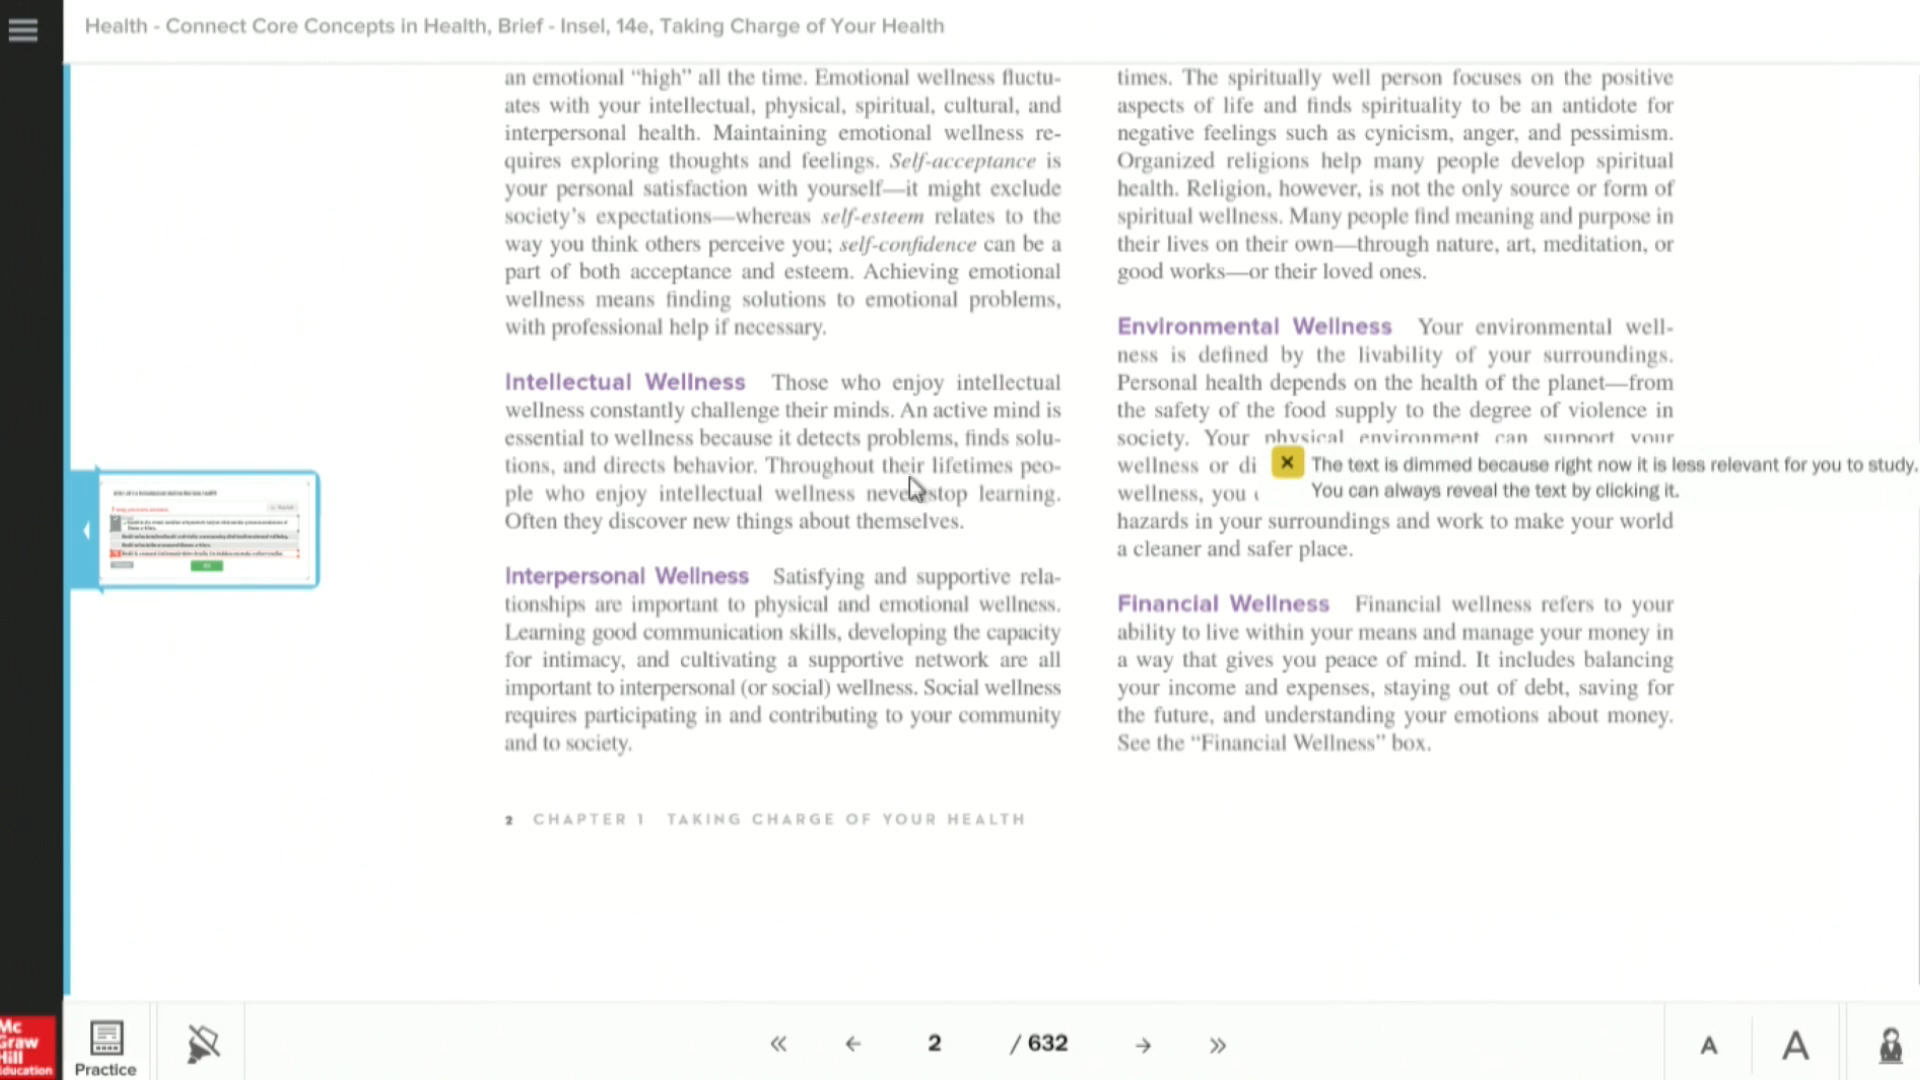 Health - Connect Core Concepts in Health, Brief - Insel, 14e, Taking Charge of Your Health
an emotional “high” all the time. Emotional wellness fluctu-
ates with your intellectual, physical, spiritual, cultural, and
interpersonal health. Maintaining emotional wellness re-
quires exploring thoughts and feelings. Self-acceptance is
your personal satisfaction with yourself—it might exclude
society’s expectations—whereas self-esteem relates to the
way you think others perceive you; self-confidence can be a
part of both acceptance and esteem. Achieving emotional
wellness means finding solutions to emotional problems,
with professional help if necessary.
Intellectual Wellness Those who enjoy intellectual
wellness constantly challenge their minds. An active mind is
essential to wellness because it detects problems, finds solu-
tions, and directs behavior. Throughout their lifetimes peo-
ple who enjoy intellectual wellness never stop learning.
Often they discover new things about themselves.
Interpersonal Wellness Satisfying and supportive rela-
tionships are important to physical and emotional wellness.
Learning good communication skills, developing the capacity
for intimacy, and cultivating a supportive network are all
important to interpersonal (or social) wellness. Social wellness
requires participating in and contributing to your community
and to society.
2 CHAPTER 1 TAKING CHARGE OF YOUR HEALTH
times. The spiritually well person focuses on the positive
aspects of life and finds spirituality to be an antidote for
negative feelings such as cynicism, anger, and pessimism.
Organized religions help many people develop spiritual
health. Religion, however, is not the only source or form of
spiritual wellness. Many people find meaning and purpose in
their lives on their own—through nature, art, meditation, or
good works—or their loved ones.
Environmental Wellness Your environmental well-
ness is defined by the livability of your surroundings.
Personal health depends on the health of the planet—from
the safety of the food supply to the degree of violence in
society. Your physical environment can support your
wellness or di
wellness, you
hazards in your surroundings and work to make your world
a cleaner and safer place.
The text is dimmed because right now it is less relevant for you to study.
You can always reveal the text by clicking it.
Financial Wellness Financial wellness refers to your
ability to live within your means and manage your money in
a way that gives you peace of mind. It includes balancing
your income and expenses, staying out of debt, saving for
the future, and understanding your emotions about money.
See the “Financial Wellness” box.
Mc
Graw
Hill
Education
Practice
2 / 632
A A